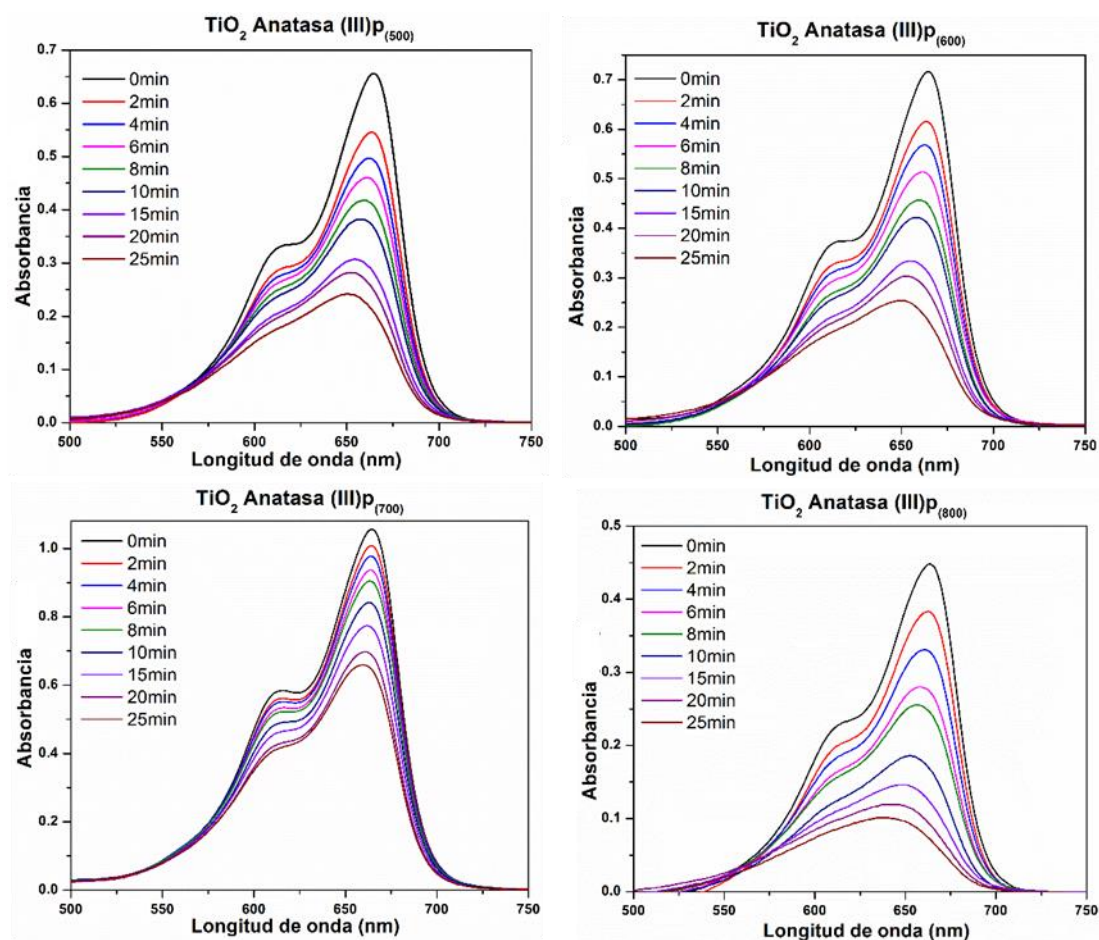 TiO₂ Anatasa (III)p(500)
0.7
0.6
0.5
0.4
0.3
0.2
0.1
0.0
Absorbancia
0min
2min
4min
6min
8min
10min
15min
20min
25min
500 550 600 650 700 750
Longitud de onda (nm)
TiO₂ Anatasa (III)p(600)
0.7
0.6
0.5
0.4
0.3
0.2
0.1
0.0
Absorbancia
0min
2min
4min
6min
8min
10min
15min
20min
25min
500 550 600 650 700 750
Longitud de onda (nm)
TiO₂ Anatasa (III)p(700)
1.0
0.8
0.6
0.4
0.2
0.0
Absorbancia
0min
2min
4min
6min
8min
10min
15min
20min
25min
500 550 600 650 700 750
Longitud de onda (nm)
TiO₂ Anatasa (III)p(800)
0.5
0.4
0.3
0.2
0.1
0.0
Absorbancia
0min
2min
4min
6min
8min
10min
15min
20min
25min
500 550 600 650 700 750
Longitud de onda (nm)